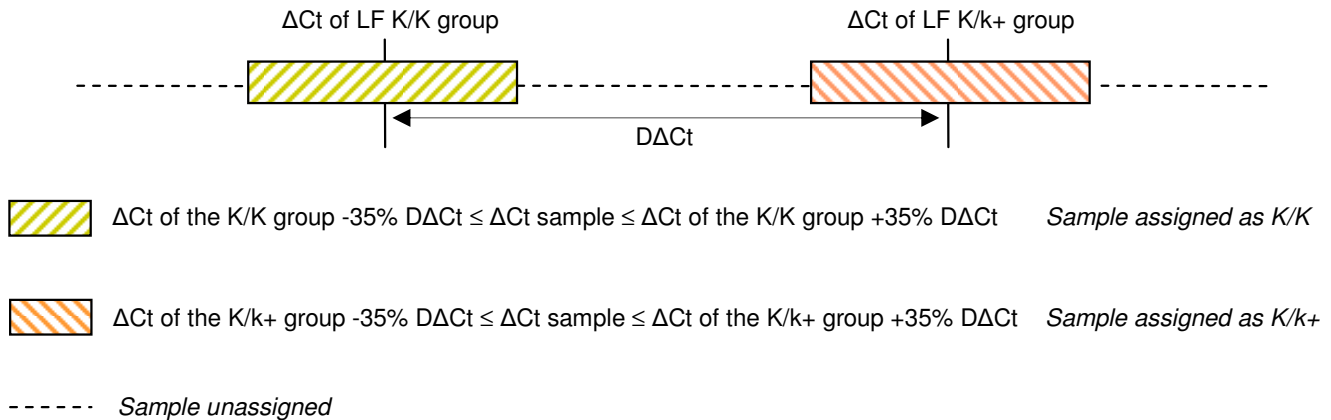 ΔCt of LF K/K group ΔCt of LF K/k+ group
DΔCt
ΔCt of the K/K group -35% DΔCt ≤ ΔCt sample ≤ ΔCt of the K/K group +35% DΔCt Sample assigned as K/K
ΔCt of the K/k+ group -35% DΔCt ≤ ΔCt sample ≤ ΔCt of the K/k+ group +35% DΔCt Sample assigned as K/k+
Sample unassigned